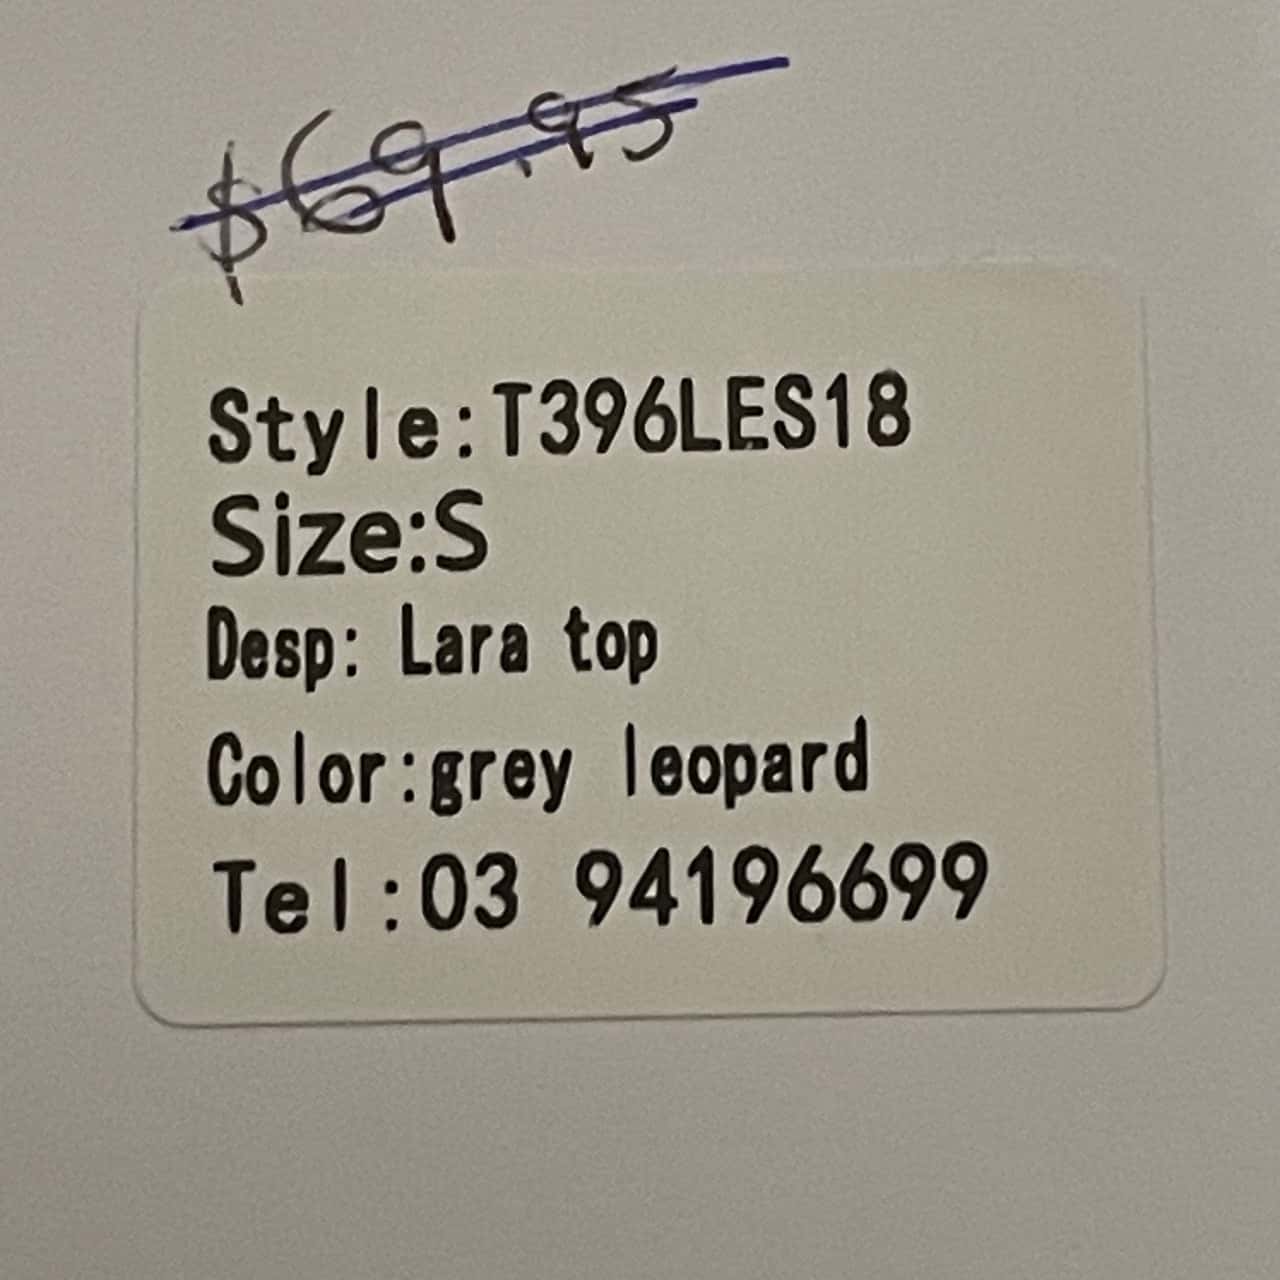 $69.95
Style:T396LES18
Size:S
Desp: Lara top
Color:grey leopard
Tel:03 94196699